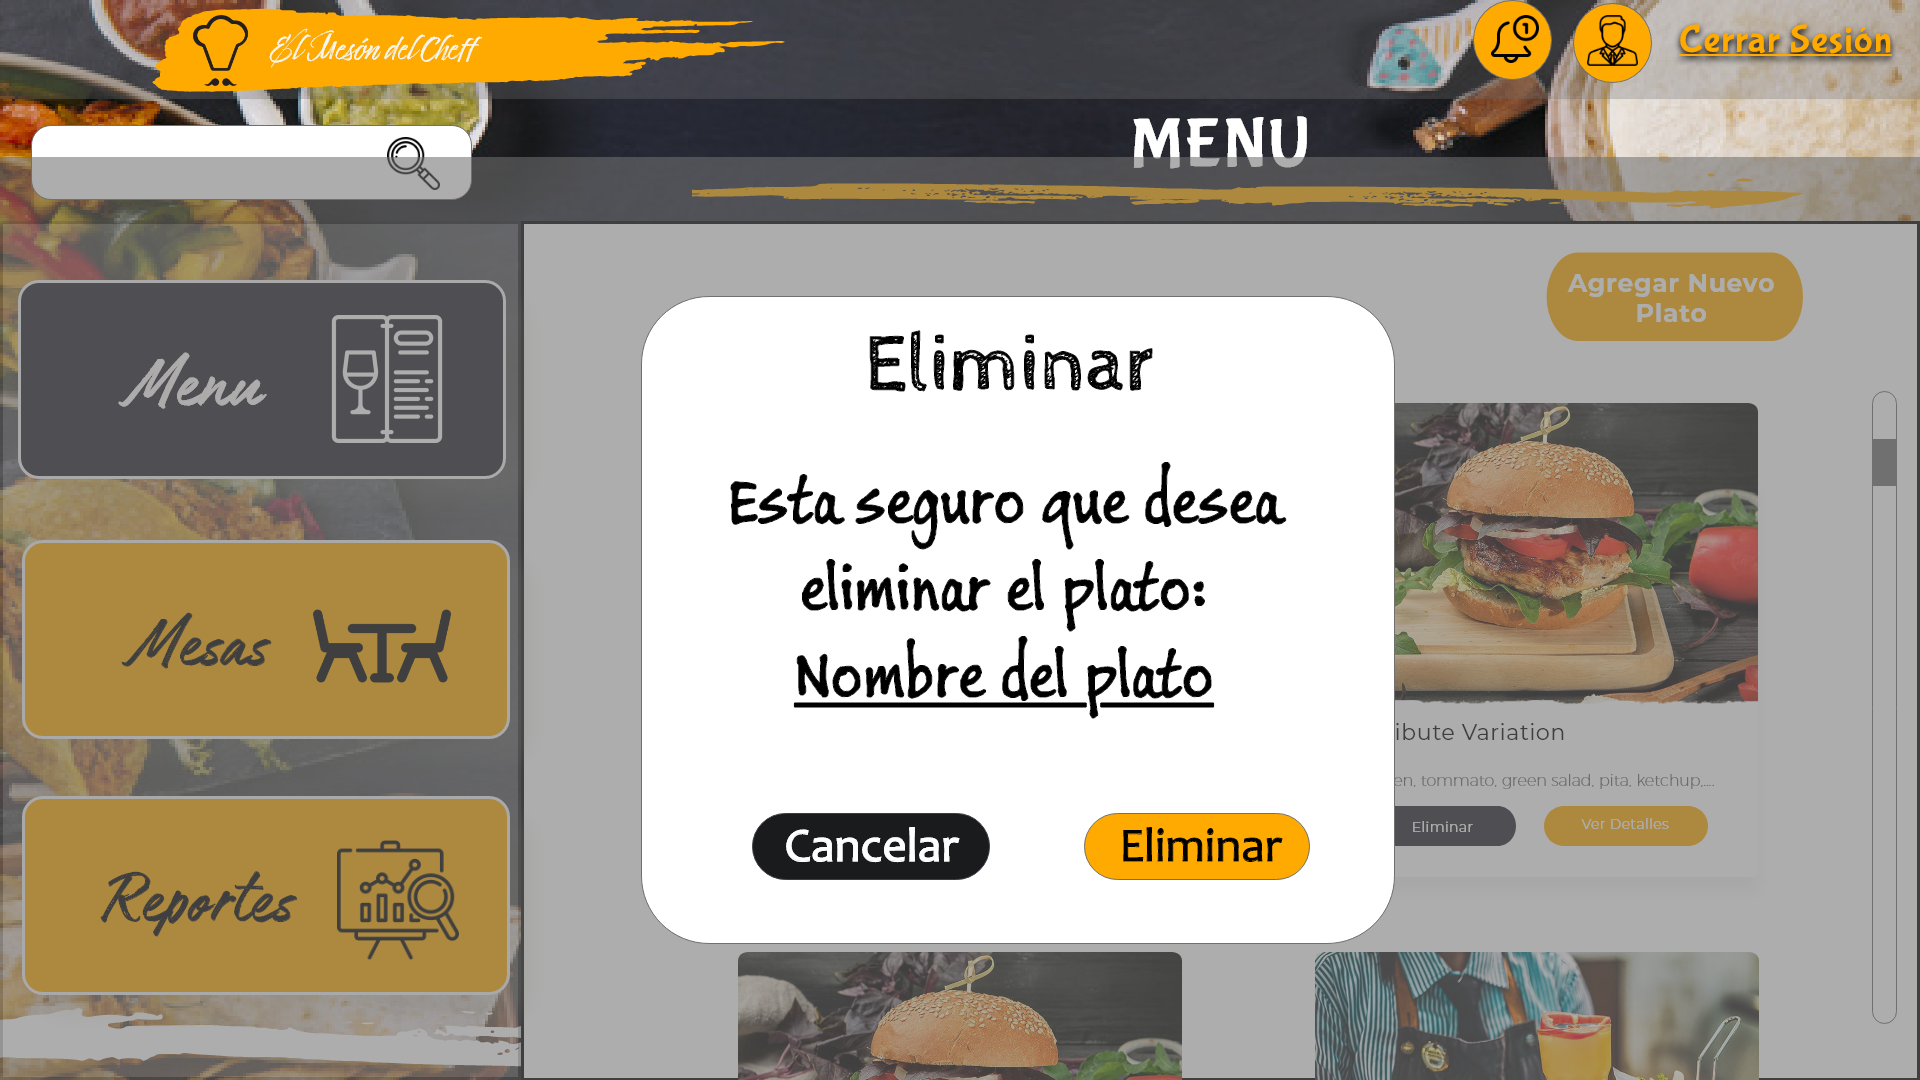 El Mesón del Cheff
1
Cerrar Sesión
MENU
Agregar Nuevo
Plato
Menu
Mesas
Reportes
Eliminar
Esta seguro que desea
eliminar el plato:
Nombre del plato
Cancelar
Eliminar
ibute Variation
en, tommato, green salad, pita, ketchup,....
Eliminar
Ver Detalles